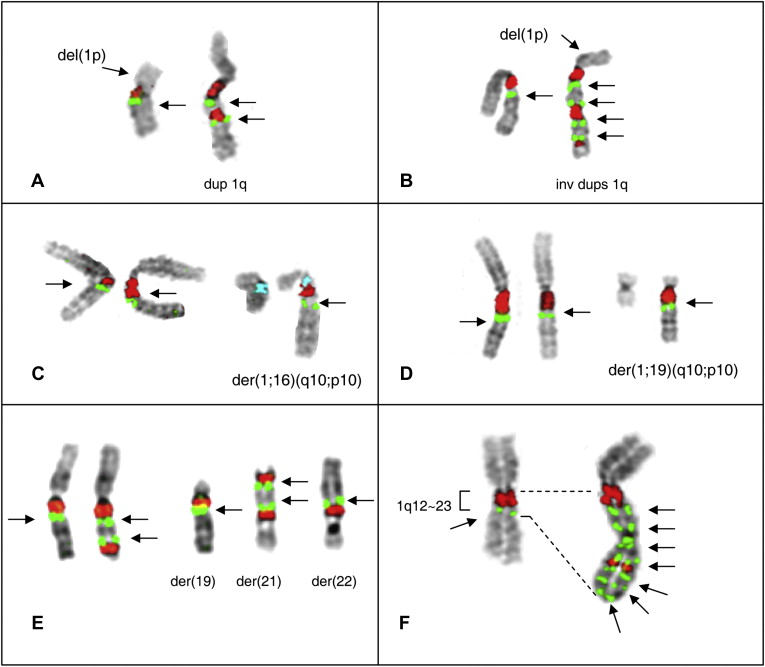 del(1p)
A
dup 1q
del(1p)
B
inv dups 1q
C
der(1;16)(q10;p10)
D
der(1;19)(q10;p10)
E
der(19)
der(21)
der(22)
1q12~23
F